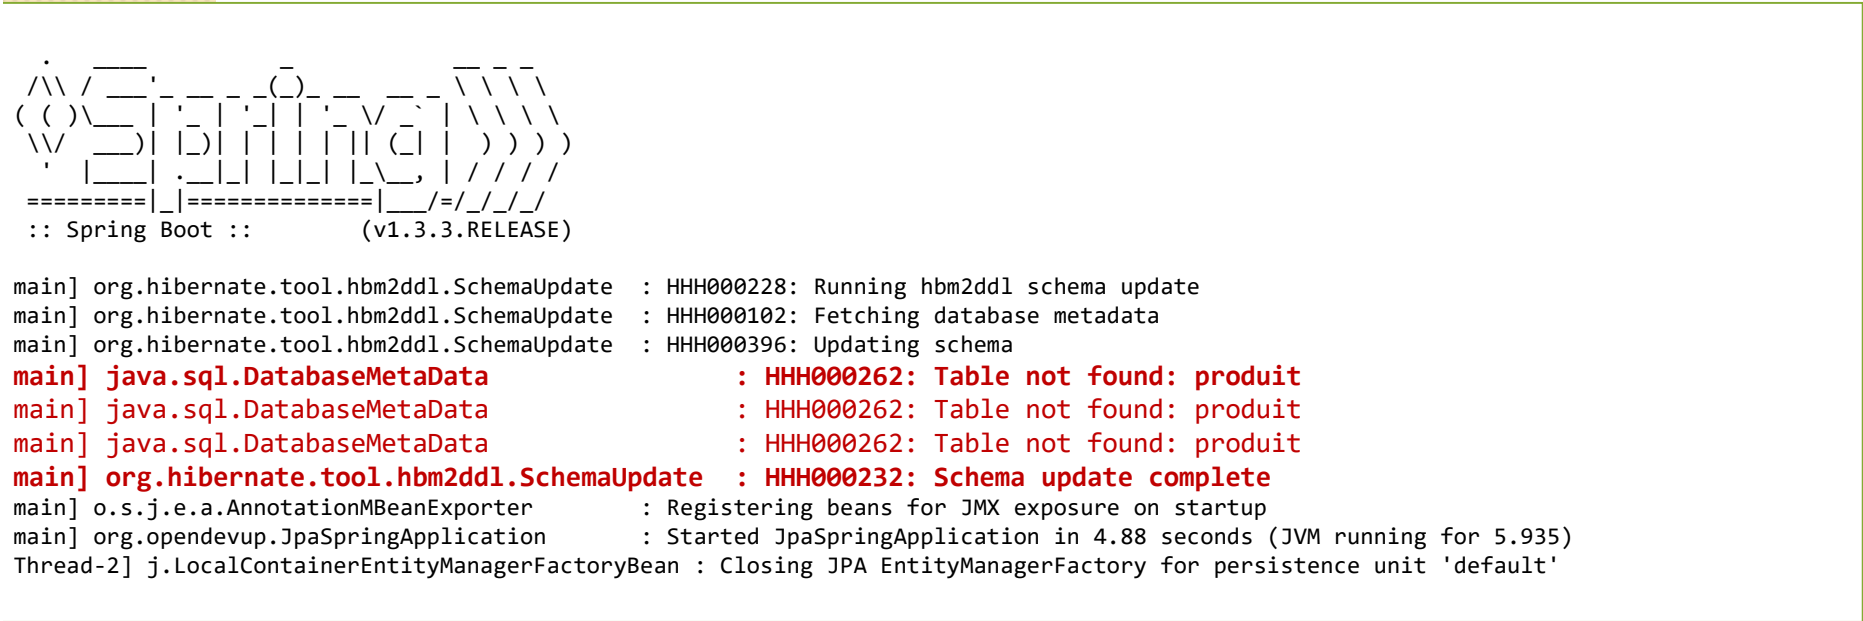 .   ____          _            __ _ _
 /\\ / ___'_ __ _ _(_)_ __  __ _ \ \ \ \
( ( )\___ | '_ | '_| | '_ \/ _` | \ \ \ \
 \\/  ___)| |_)| | | | | || (_| |  ) ) ) )
  '  |____| .__|_| |_|_| |_\__, | / / / /
 =========|_|==============|___/=/_/_/_/
 :: Spring Boot ::        (v1.3.3.RELEASE)
main] org.hibernate.tool.hbm2ddl.SchemaUpdate  : HHH000228: Running hbm2ddl schema update
main] org.hibernate.tool.hbm2ddl.SchemaUpdate  : HHH000102: Fetching database metadata
main] org.hibernate.tool.hbm2ddl.SchemaUpdate  : HHH000396: Updating schema
main] java.sql.DatabaseMetaData                : HHH000262: Table not found: produit
main] java.sql.DatabaseMetaData                : HHH000262: Table not found: produit
main] java.sql.DatabaseMetaData                : HHH000262: Table not found: produit
main] org.hibernate.tool.hbm2ddl.SchemaUpdate  : HHH000232: Schema update complete
main] o.s.j.e.a.AnnotationMBeanExporter        : Registering beans for JMX exposure on startup
main] org.opendevup.JpaSpringApplication       : Started JpaSpringApplication in 4.88 seconds (JVM running for 5.935)
Thread-2] j.LocalContainerEntityManagerFactoryBean : Closing JPA EntityManagerFactory for persistence unit 'default'